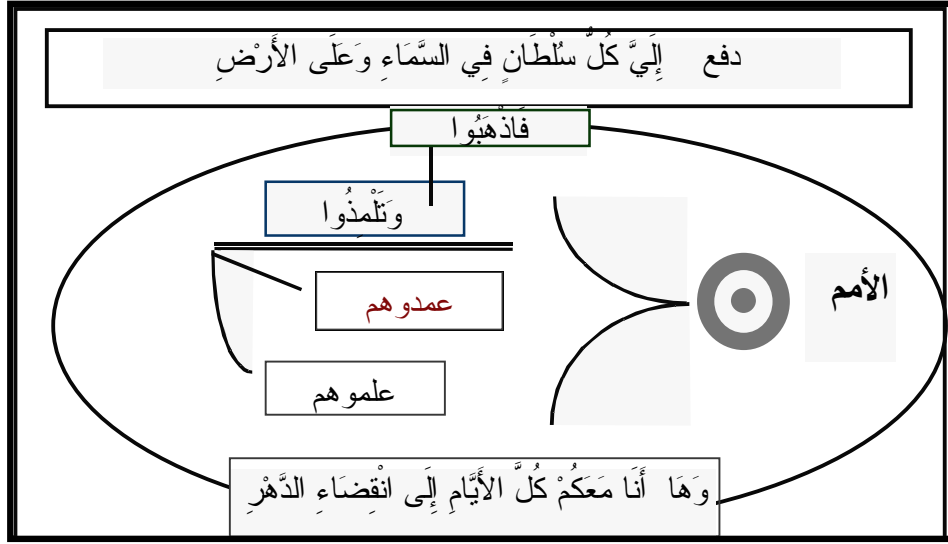 دفع إِلَيَّ كُلُّ سُلْطَانٍ فِي السَّمَاءِ وَعَلَى الأَرْضِ
فَاذْهَبُوا
وَتَلْمِذُوا
الأمم
عمدوهم
علموهم
وَهَا أَنَا مَعَكُمْ كُلَّ الأَيَّامِ إِلَى انْقِضَاءِ الدَّهْرِ